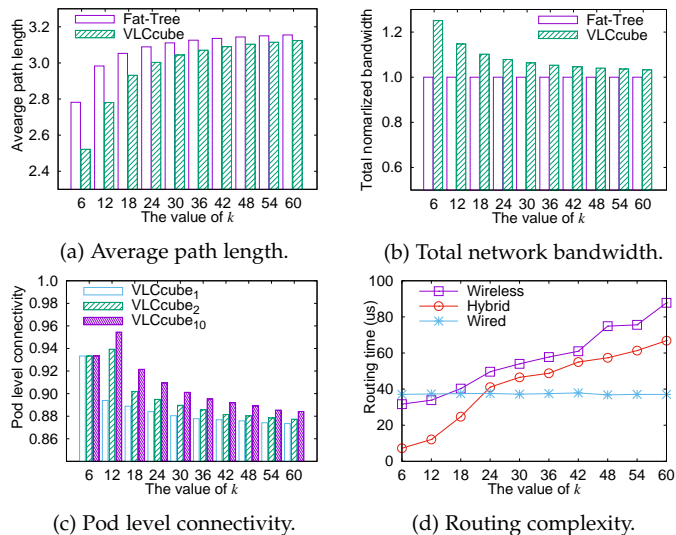 Avearge path length
3.2
3.0
2.8
2.6
2.4
Fat-Tree
VLCcube
6 12 18 24 30 36 42 48 54 60
The value of k
(a) Average path length.
Total nomarlized bandwidth
1.2
1.0
0.8
0.6
Fat-Tree
VLCcube
6 12 18 24 30 36 42 48 54 60
The value of k
(b) Total network bandwidth.
Pod level connectivity
1.0
0.98
0.96
0.94
0.92
0.90
0.88
0.86
VLCcube1
VLCcube2
VLCcube10
6 12 18 24 30 36 42 48 54 60
The value of k
(c) Pod level connectivity.
Routing time (us)
100
80
60
40
20
0
Wireless
Hybrid
Wired
6 12 18 24 30 36 42 48 54 60
The value of k
(d) Routing complexity.